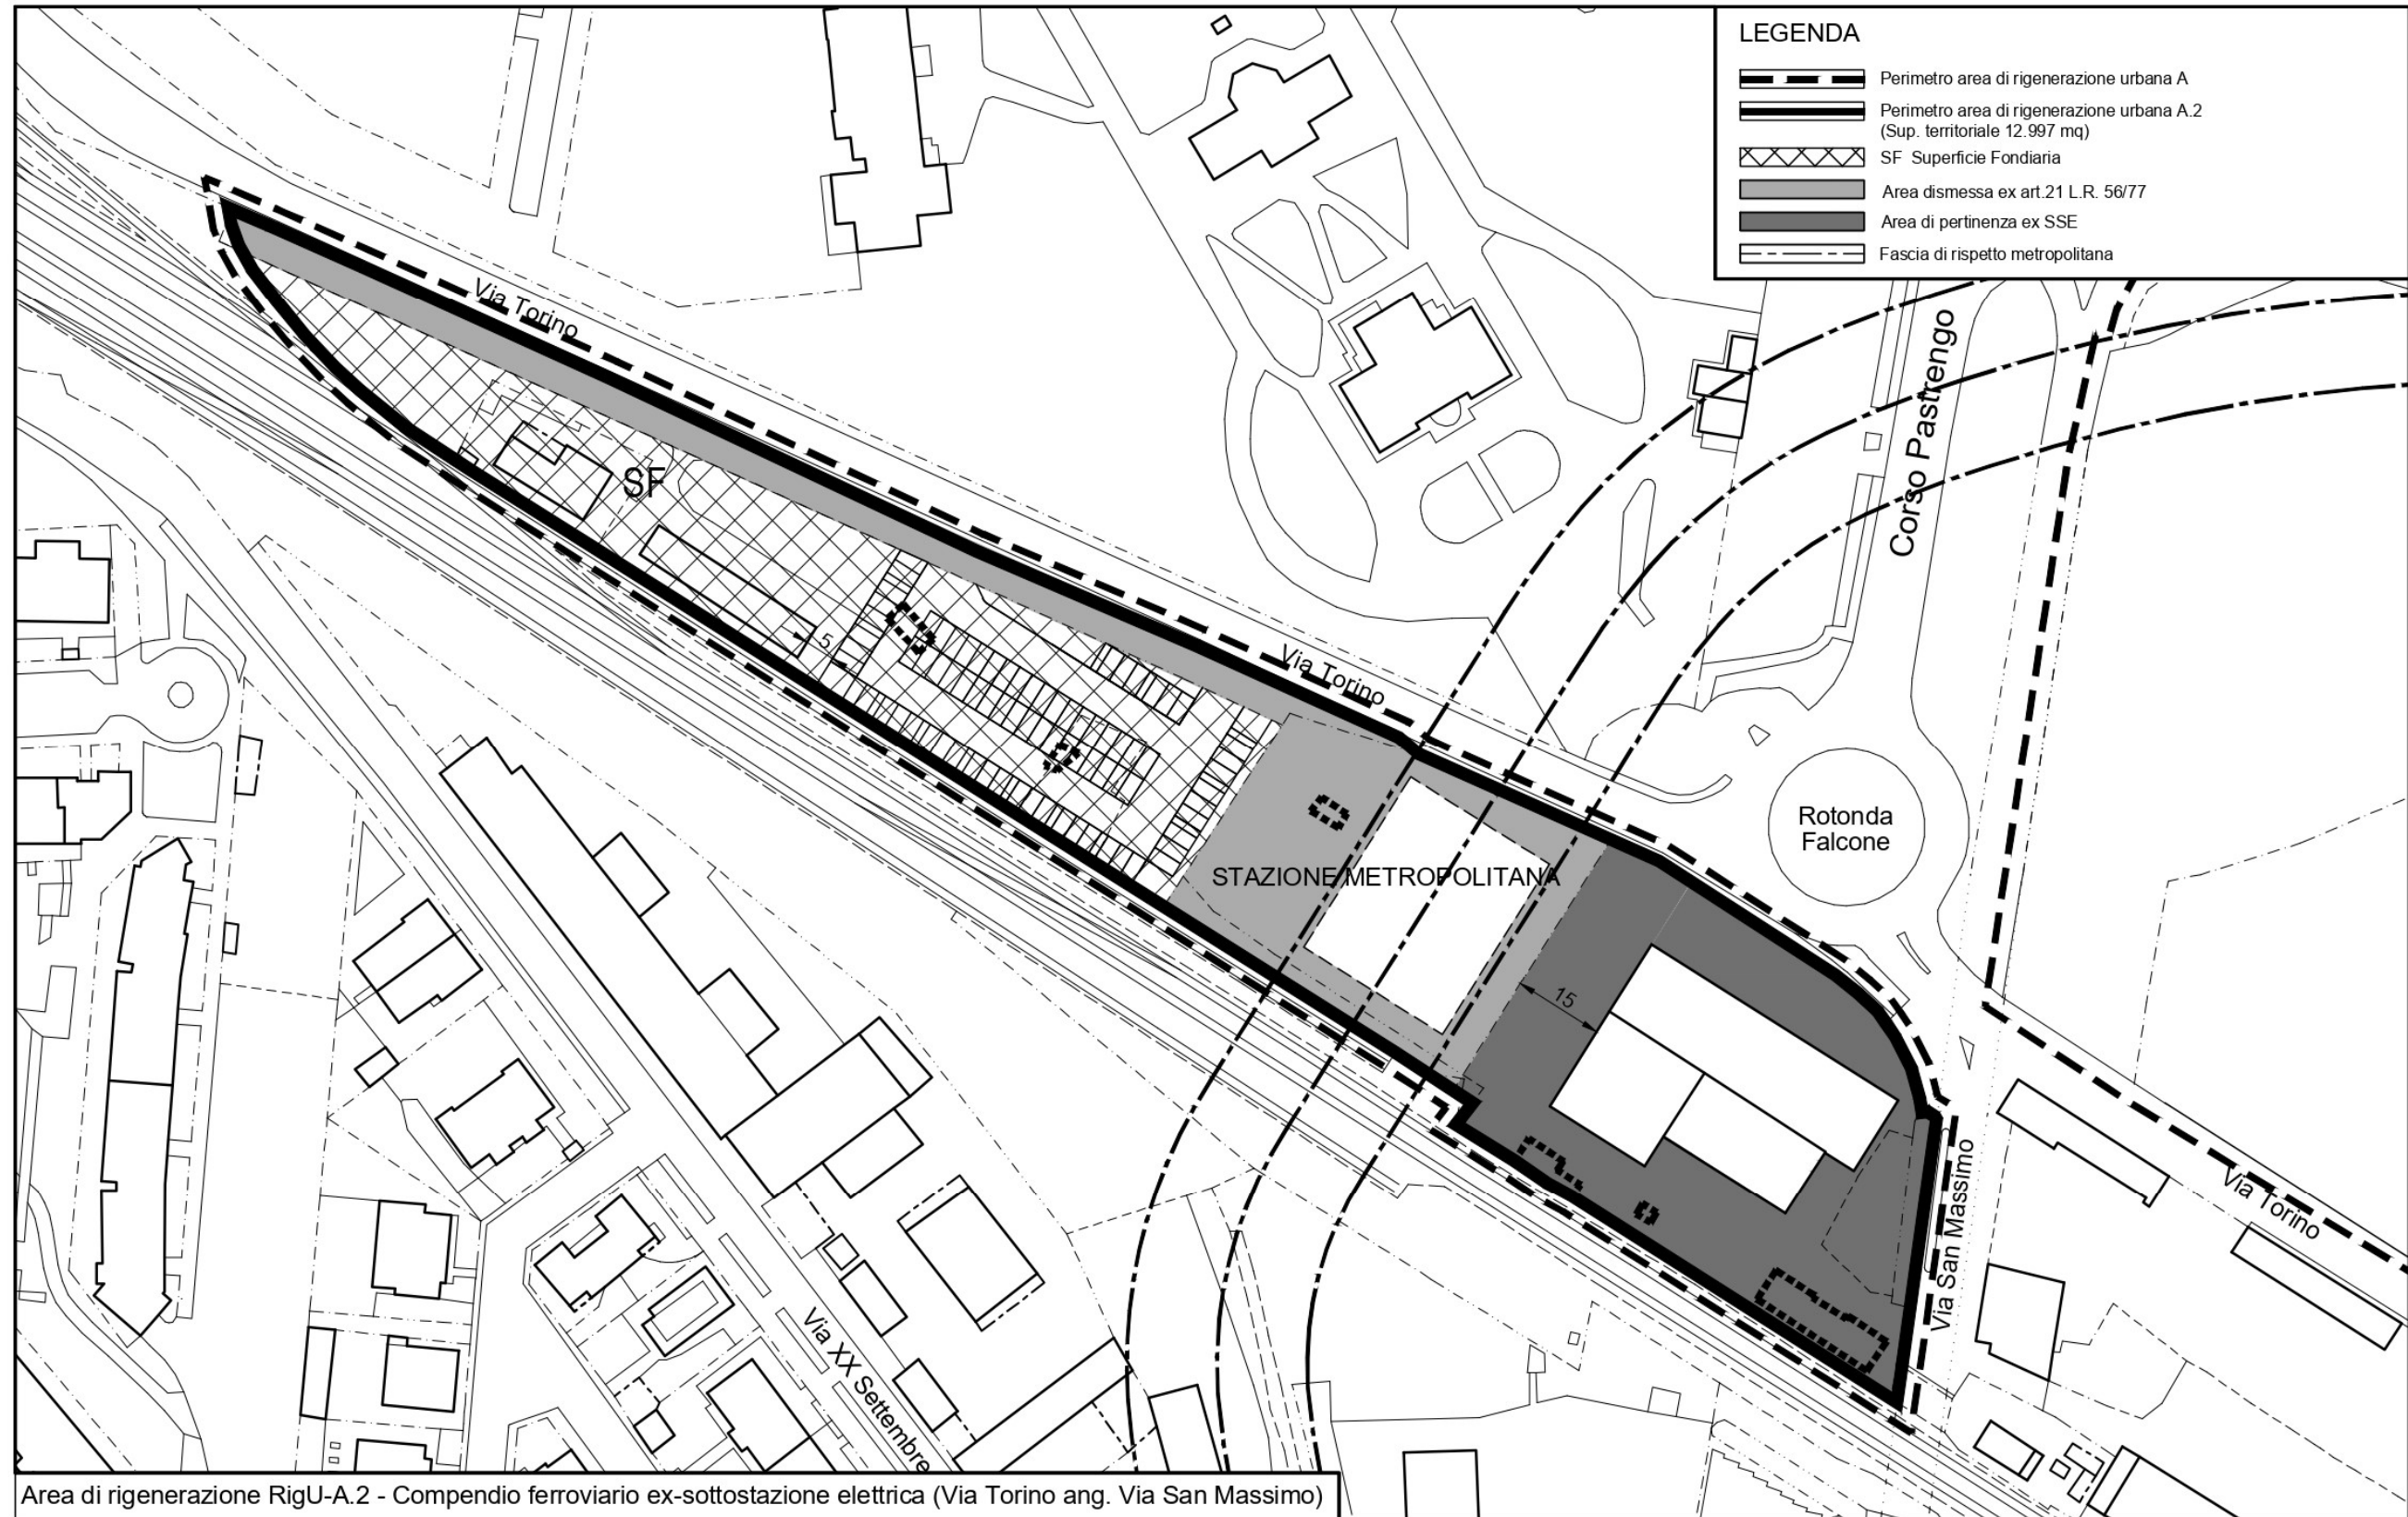 LEGENDA
Perimetro area di rigenerazione urbana A
Perimetro area di rigenerazione urbana A.2
(Sup. territoriale 12.997 mq)
SF Superficie Fondiaria
Area dismessa ex art.21 L.R. 56/77
Area di pertinenza ex SSE
Fascia di rispetto metropolitana
Via Torino
Corso Pastrengo
SF
5
Via Torino
Rotonda
Falcone
STAZIONE METROPOLITANA
15
Via San Massimo
Via Torino
Via XX Settembre
Area di rigenerazione RigU-A.2 - Compendio ferroviario ex-sottostazione elettrica (Via Torino ang. Via San Massimo)